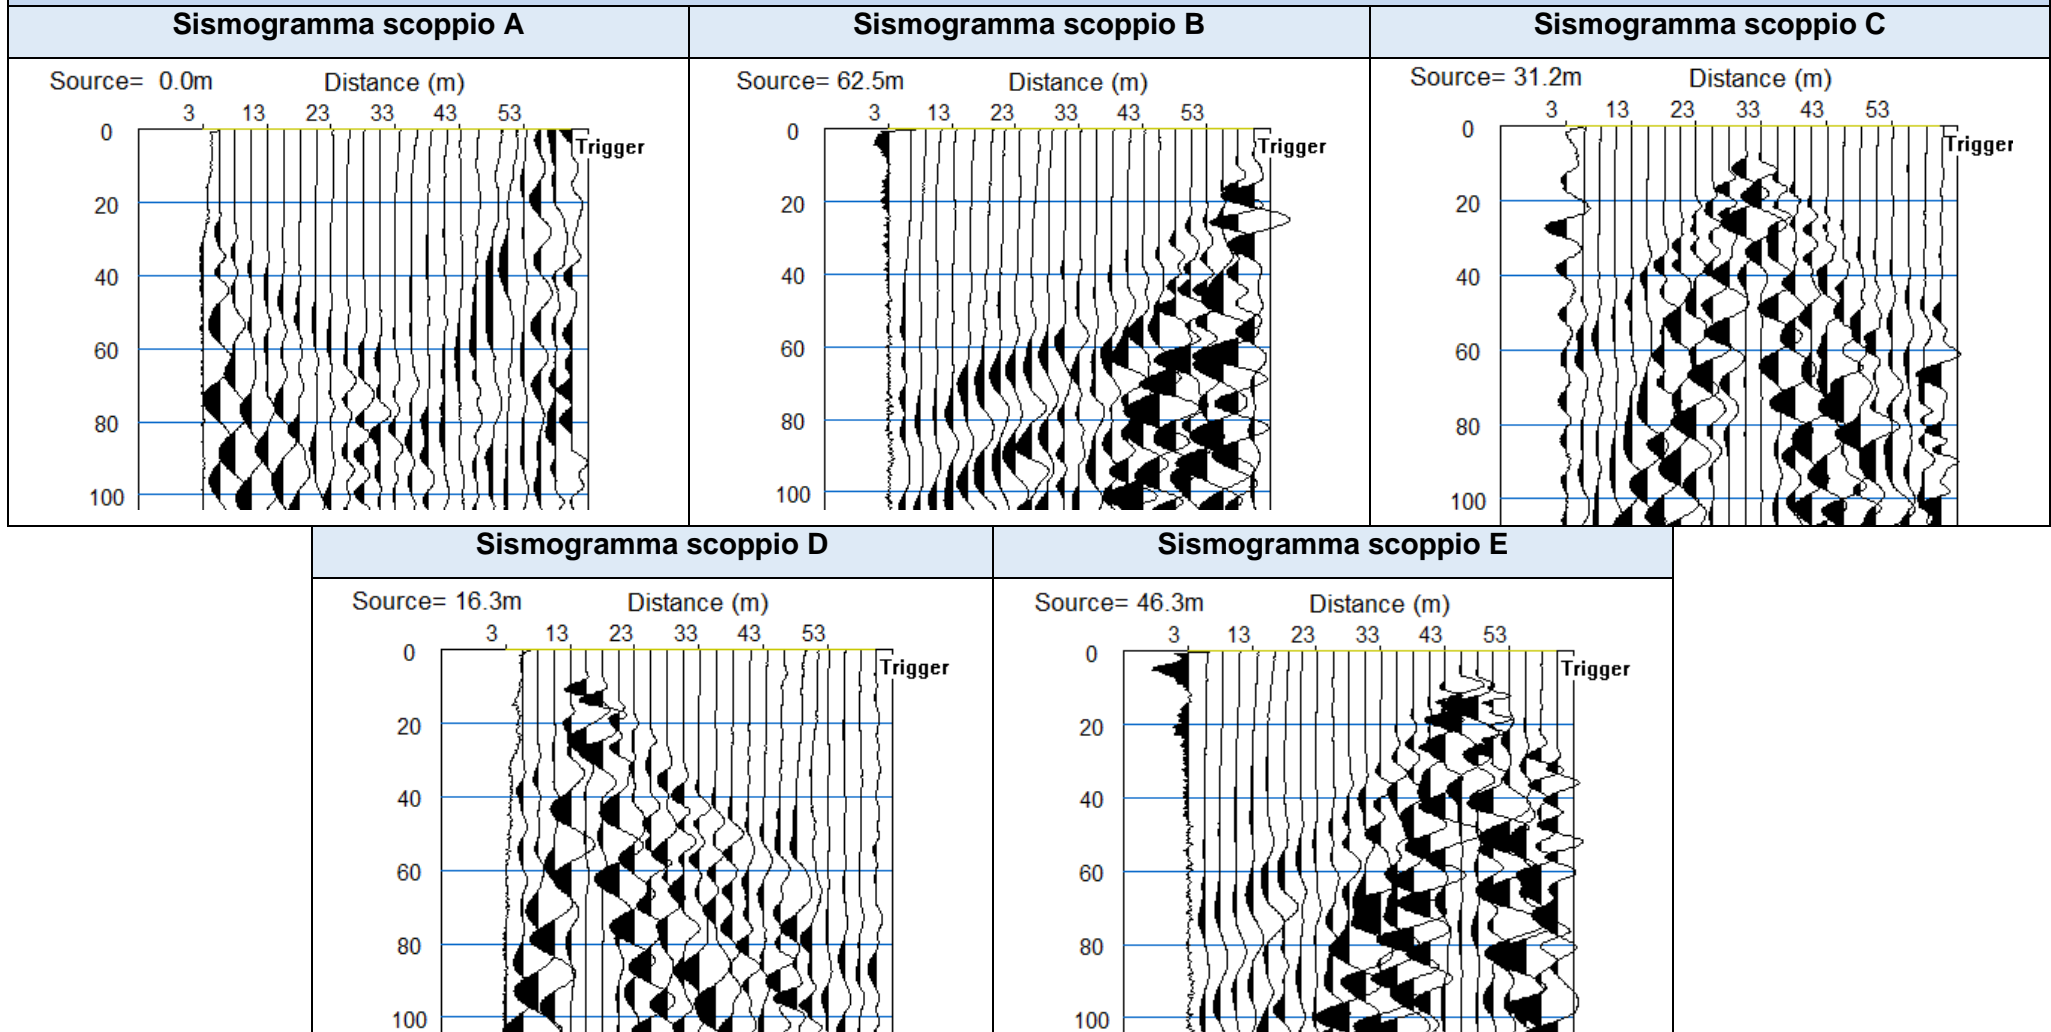 Sismogramma scoppio A
Sismogramma scoppio B
Sismogramma scoppio C
Source= 0.0m Distance (m)
3 13 23 33 43 53
0
Trigger
20
40
60
80
100
Source= 62.5m Distance (m)
3 13 23 33 43 53
0
Trigger
20
40
60
80
100
Source= 31.2m Distance (m)
3 13 23 33 43 53
0
Trigger
20
40
60
80
100
Sismogramma scoppio D
Sismogramma scoppio E
Source= 16.3m Distance (m)
3 13 23 33 43 53
0
Trigger
20
40
60
80
100
Source= 46.3m Distance (m)
3 13 23 33 43 53
0
Trigger
20
40
60
80
100